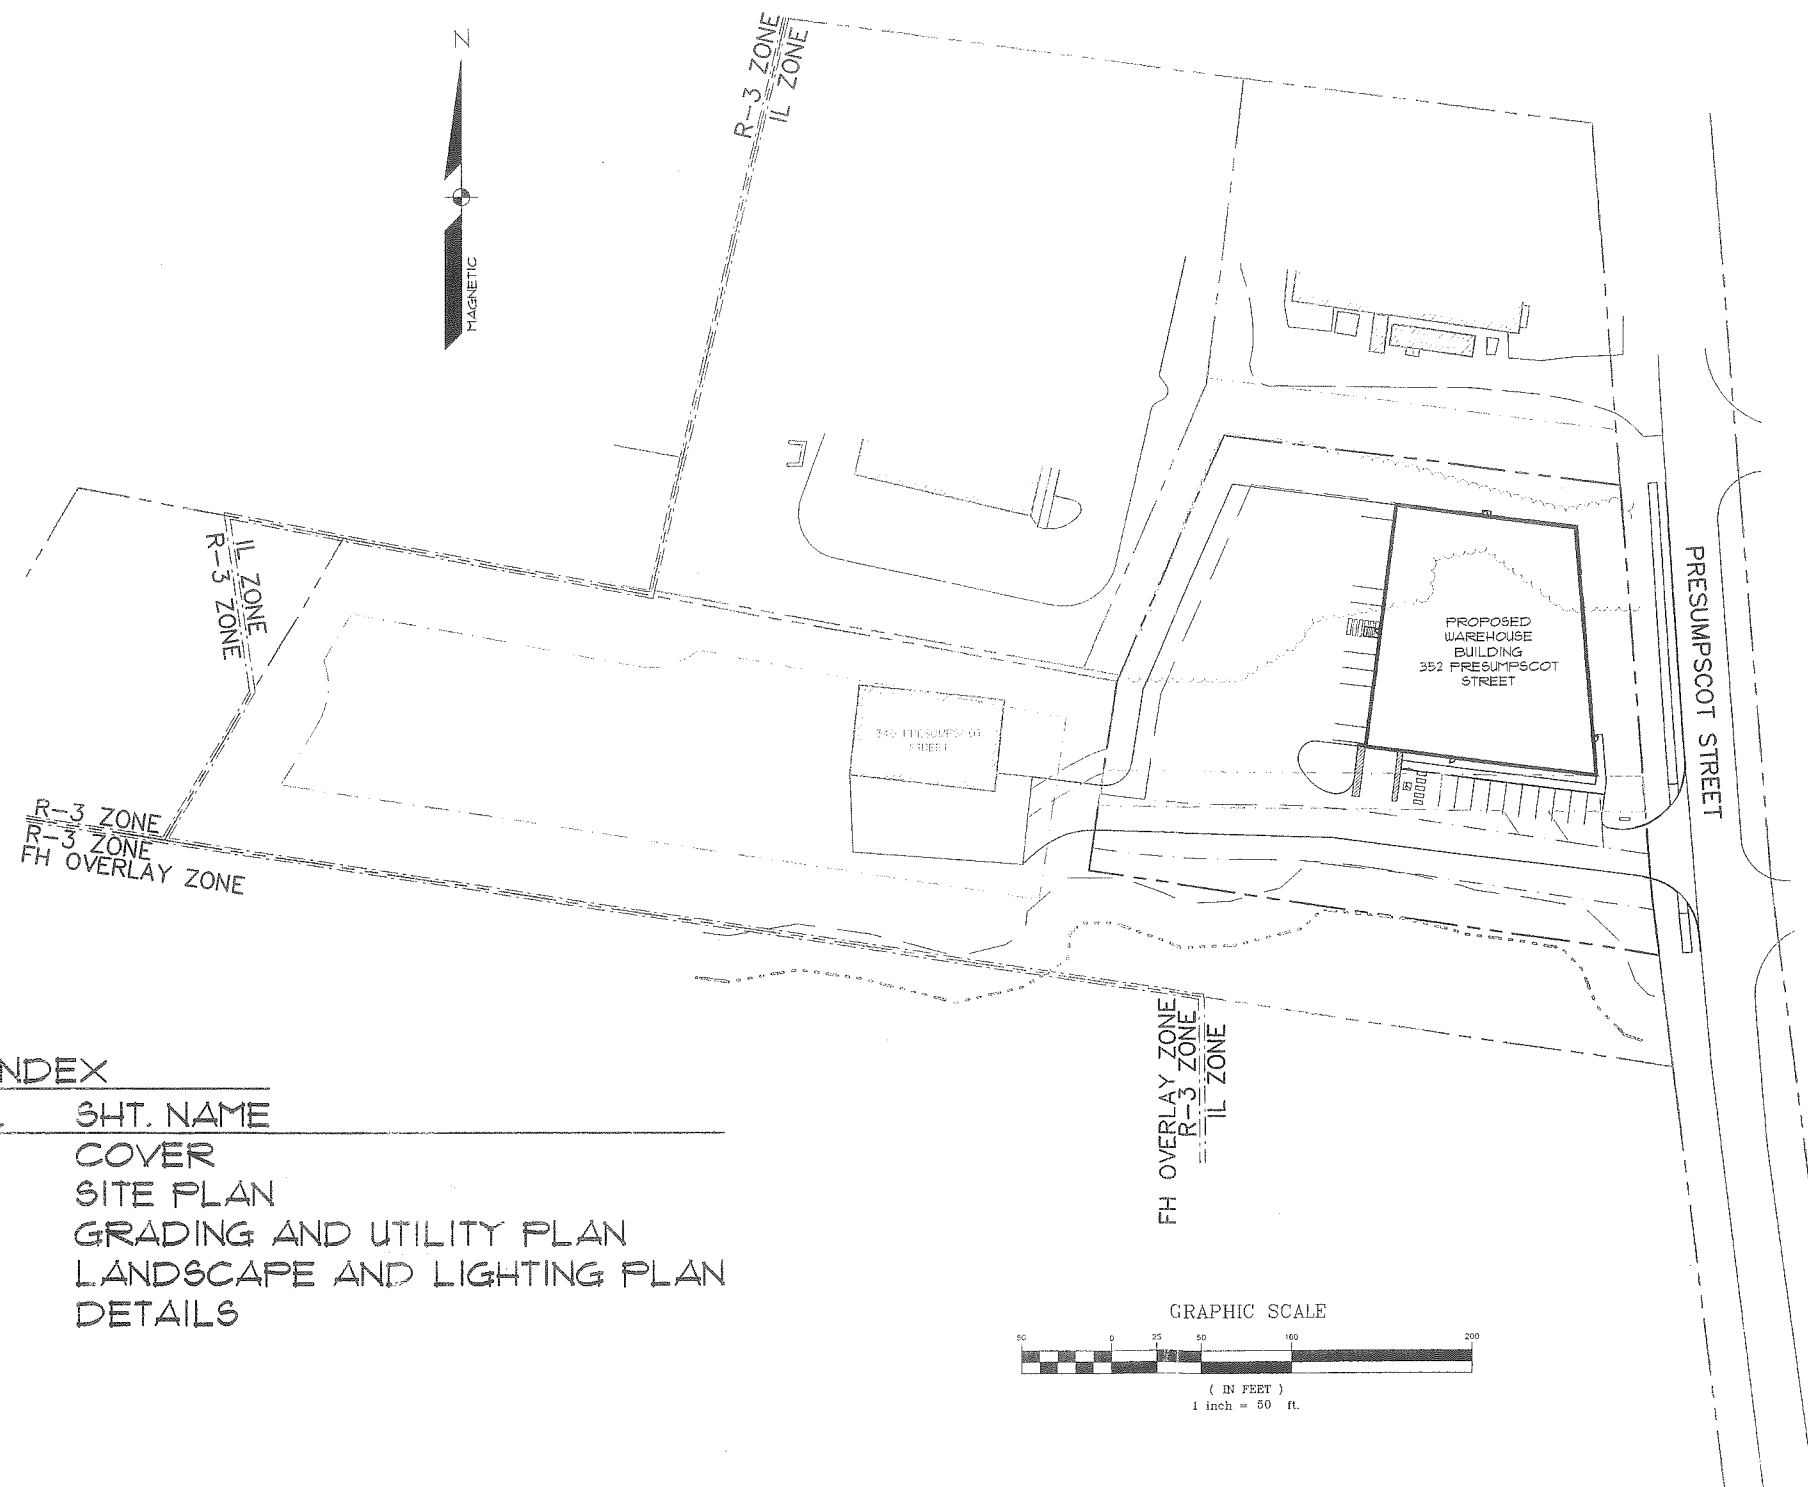 N
MAGNETIC
R-3 ZONE
IL ZONE
IL ZONE
R-3 ZONE
PROPOSED
WAREHOUSE
BUILDING
352 PRESUMPSCOT
STREET
PRESUMPSCOT STREET
PRESUMPSCOT
STREET
R-3 ZONE
R-3 ZONE
FH OVERLAY ZONE
FH OVERLAY ZONE
R-3 ZONE
IL ZONE
NDEX
SHT. NAME
COVER
SITE PLAN
GRADING AND UTILITY PLAN
LANDSCAPE AND LIGHTING PLAN
DETAILS
GRAPHIC SCALE
50 0 25 50 100 200
( IN FEET )
1 inch = 50 ft.